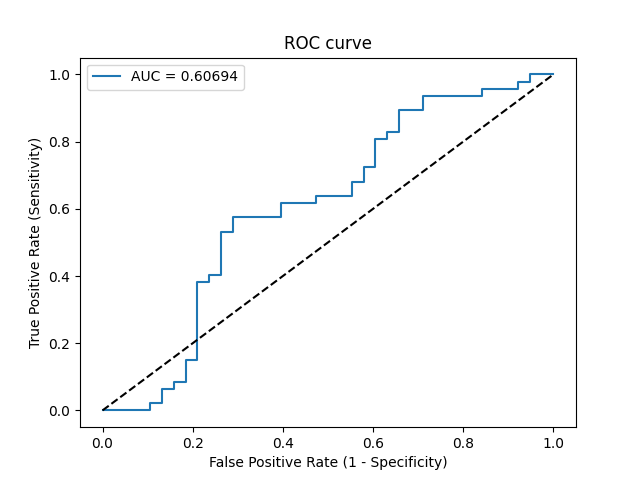 ROC curve
AUC = 0.60694
True Positive Rate (Sensitivity)
1.0
0.8
0.6
0.4
0.2
0.0
0.0 0.2 0.4 0.6 0.8 1.0
False Positive Rate (1 - Specificity)